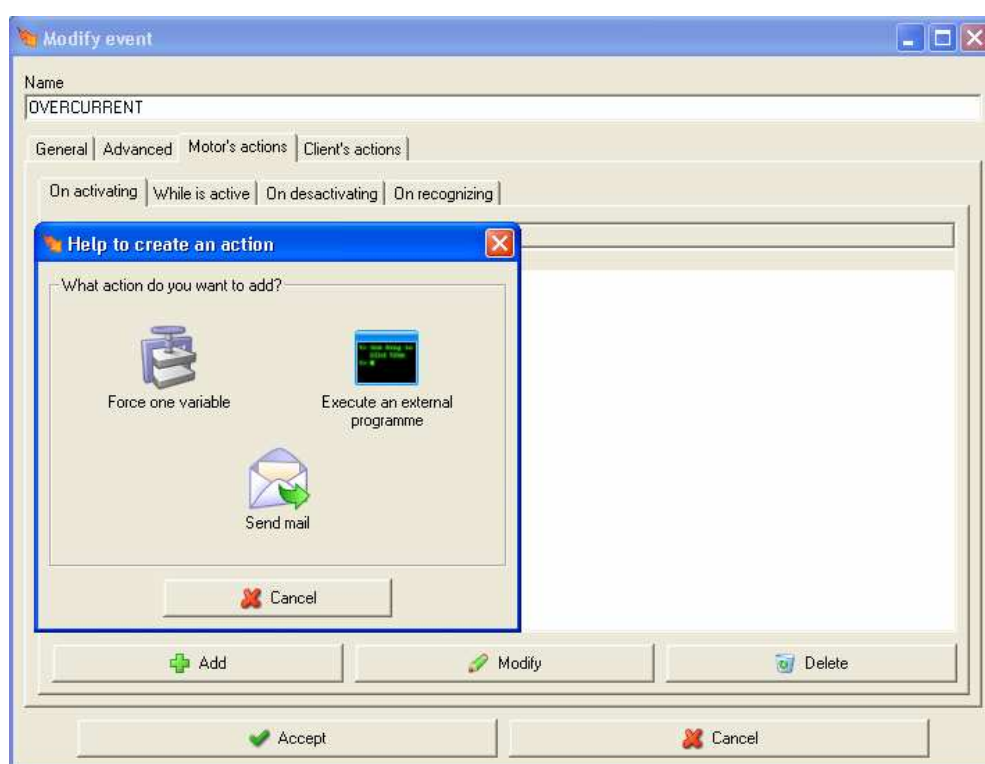 Modify event
Name
OVERCURRENT
General Advanced Motor's actions Client's actions
On activating While is active On desactivating On recognizing
Help to create an action
What action do you want to add?
Force one variable
Execute an external
programme
Send mail
Cancel
Add Modify Delete
Accept Cancel